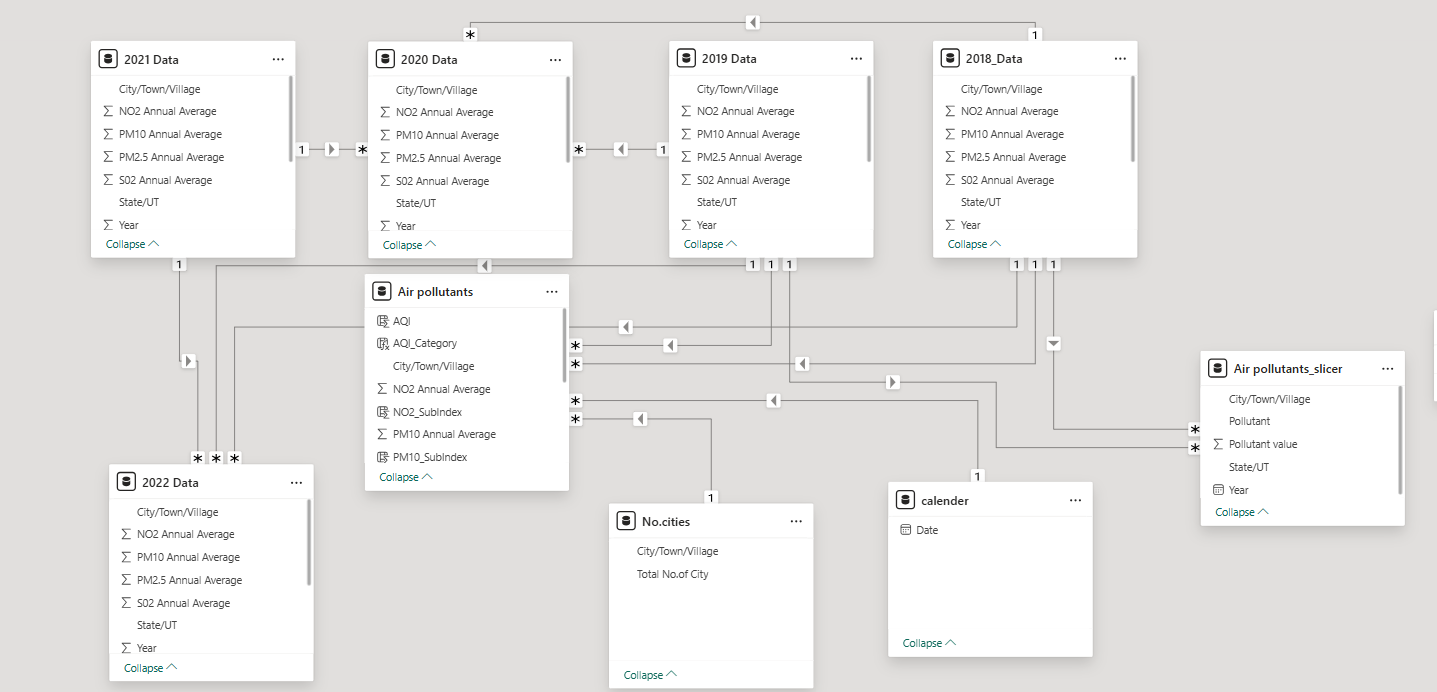 2021 Data
City/Town/Village
NO2 Annual Average
PM10 Annual Average
PM2.5 Annual Average
S02 Annual Average
State/UT
Year
Collapse
2020 Data
City/Town/Village
NO2 Annual Average
PM10 Annual Average
PM2.5 Annual Average
S02 Annual Average
State/UT
Year
Collapse
2019 Data
City/Town/Village
NO2 Annual Average
PM10 Annual Average
PM2.5 Annual Average
S02 Annual Average
State/UT
Year
Collapse
2018_Data
City/Town/Village
NO2 Annual Average
PM10 Annual Average
PM2.5 Annual Average
S02 Annual Average
State/UT
Year
Collapse
1
*
1
*
*
1
1
1
1
1
1
1
1
Air pollutants
AQI
AQI_Category
City/Town/Village
NO2 Annual Average
NO2_SubIndex
PM10 Annual Average
PM10_SubIndex
Collapse
*
*
*
*
Air pollutants_slicer
City/Town/Village
Pollutant
Pollutant value
State/UT
Year
Collapse
*
*
*
*
*
2022 Data
City/Town/Village
NO2 Annual Average
PM10 Annual Average
PM2.5 Annual Average
S02 Annual Average
State/UT
Year
Collapse
1
No.cities
City/Town/Village
Total No.of City
Collapse
1
calender
Date
Collapse